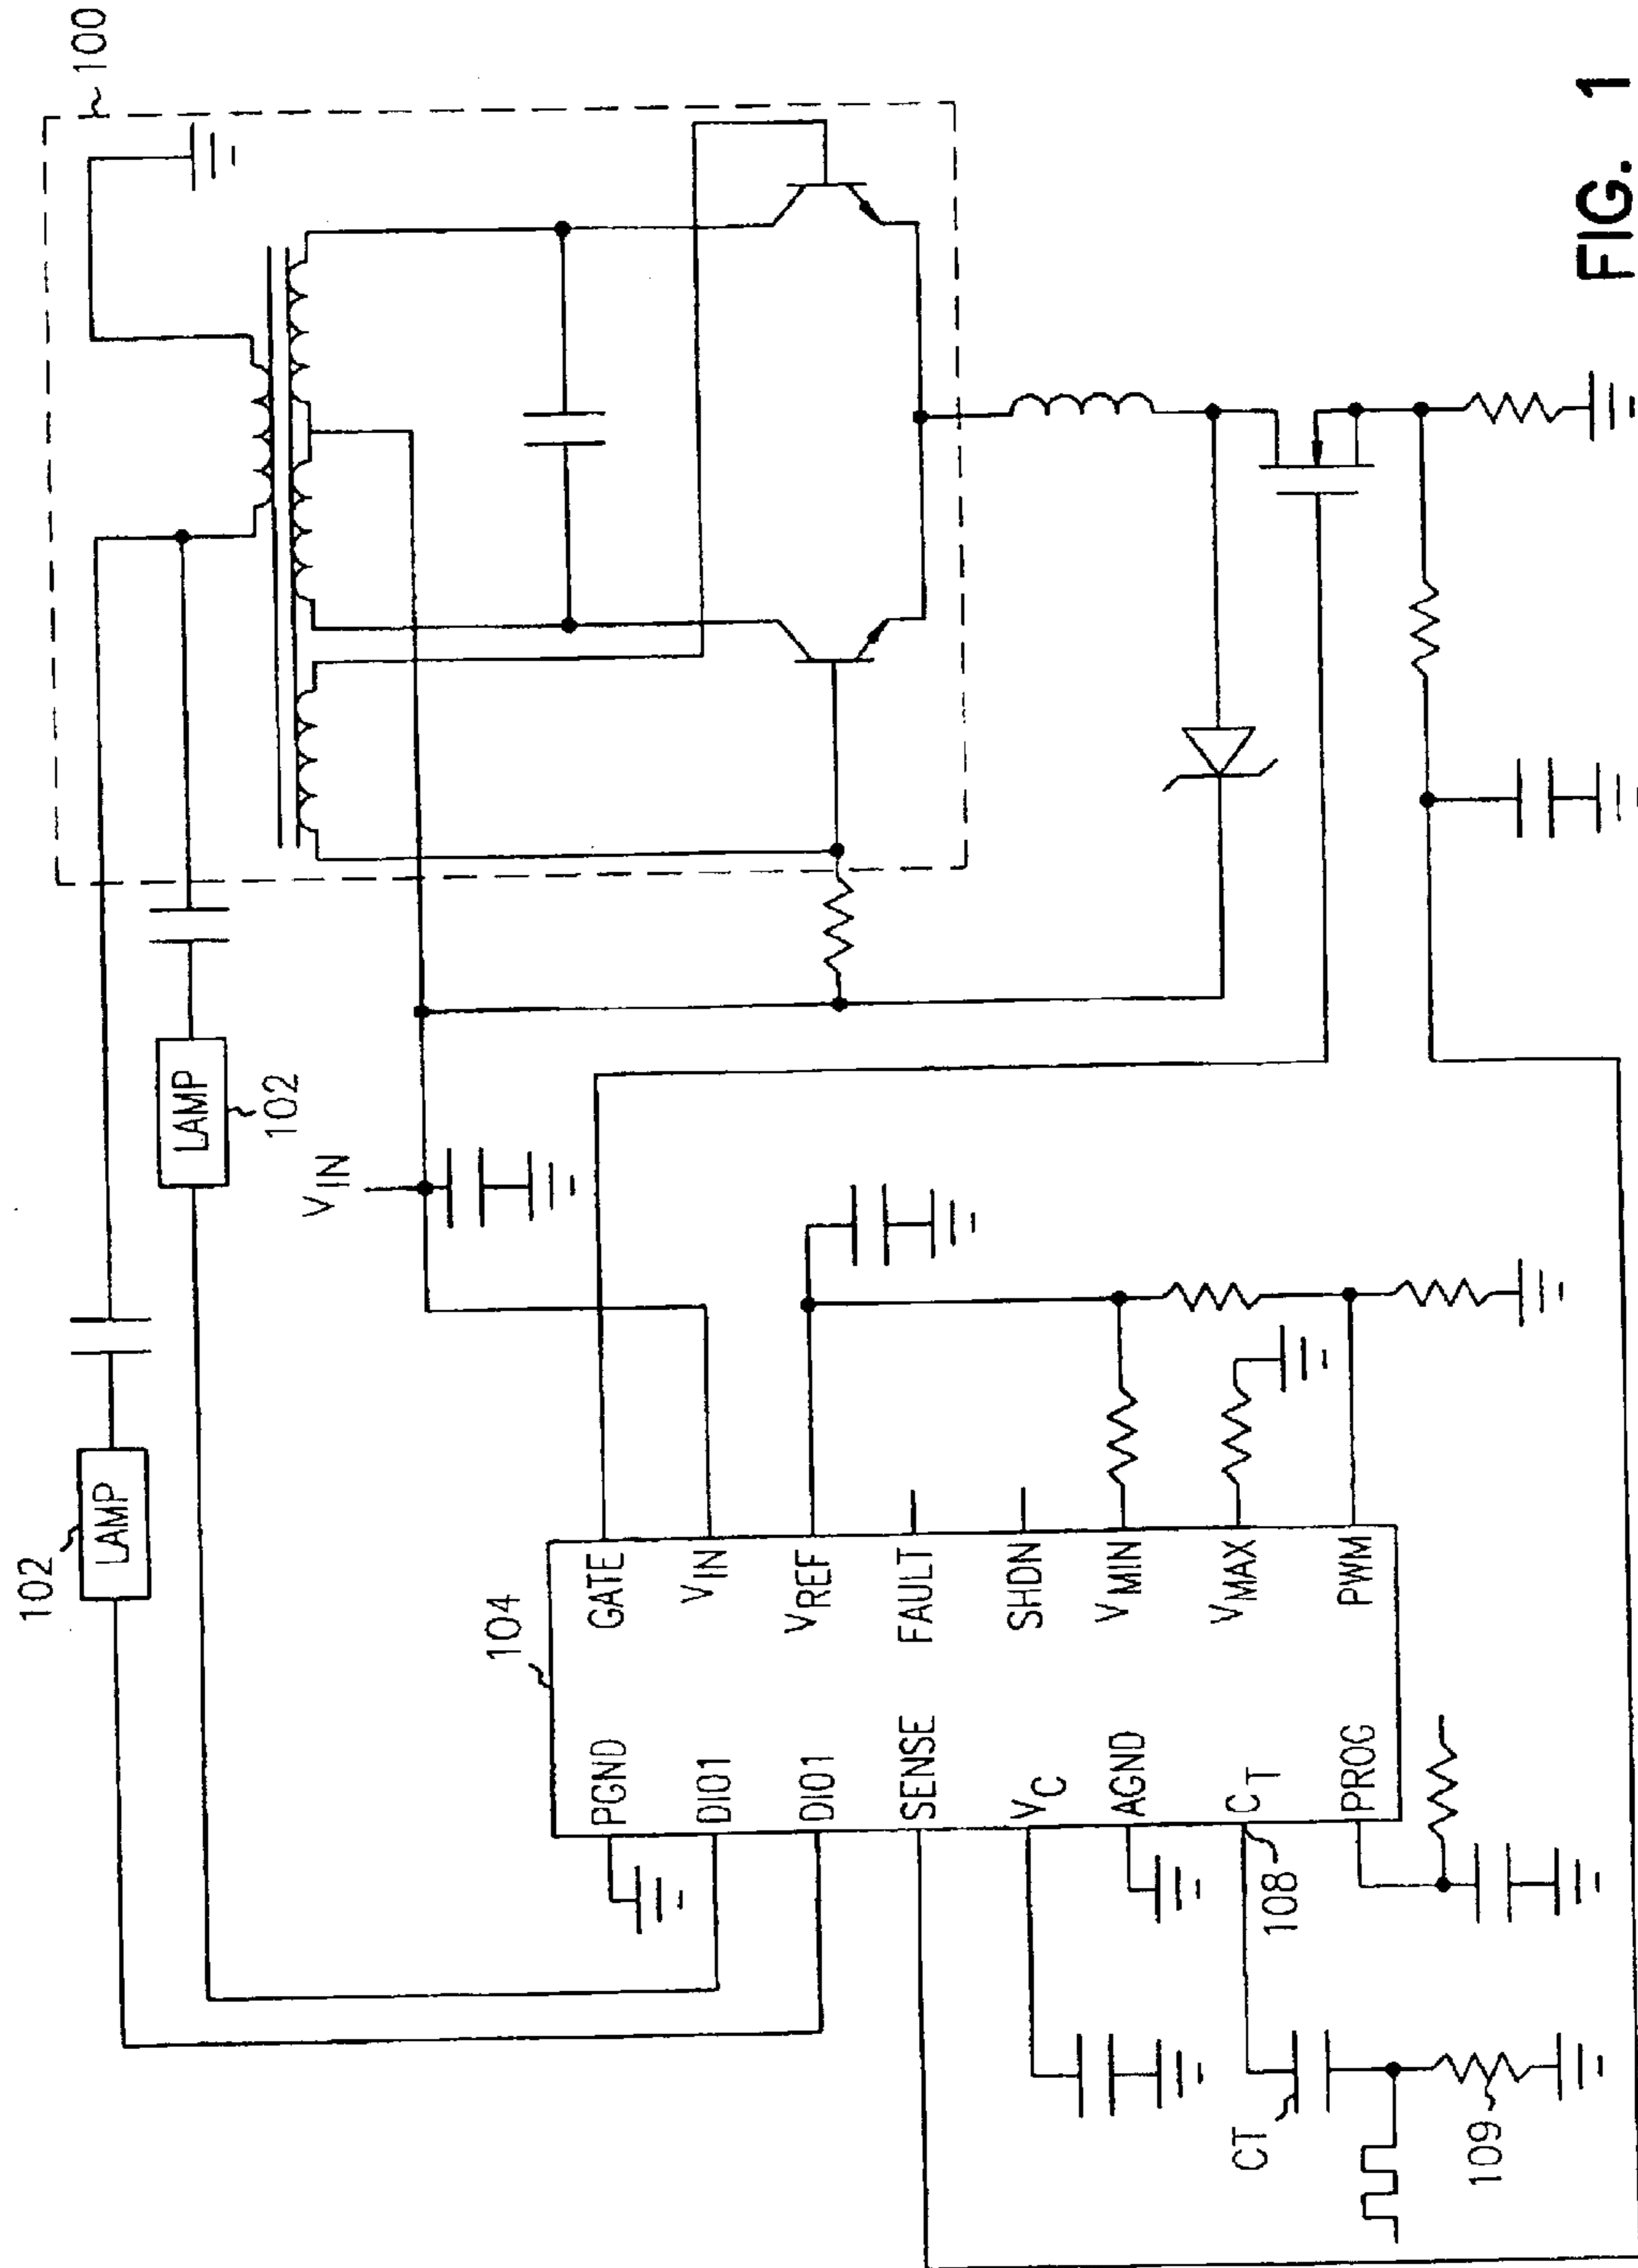 100
102
LAMP
LAMP
102
V_IN
104
PGND
GATE
DIO1
V_IN
DIO1
V_REF
SENSE
FAULT
V_C
SHDN
AGND
V_MIN
C_T
V_MAX
PROG
PWM
108
CT
109
FIG. 1